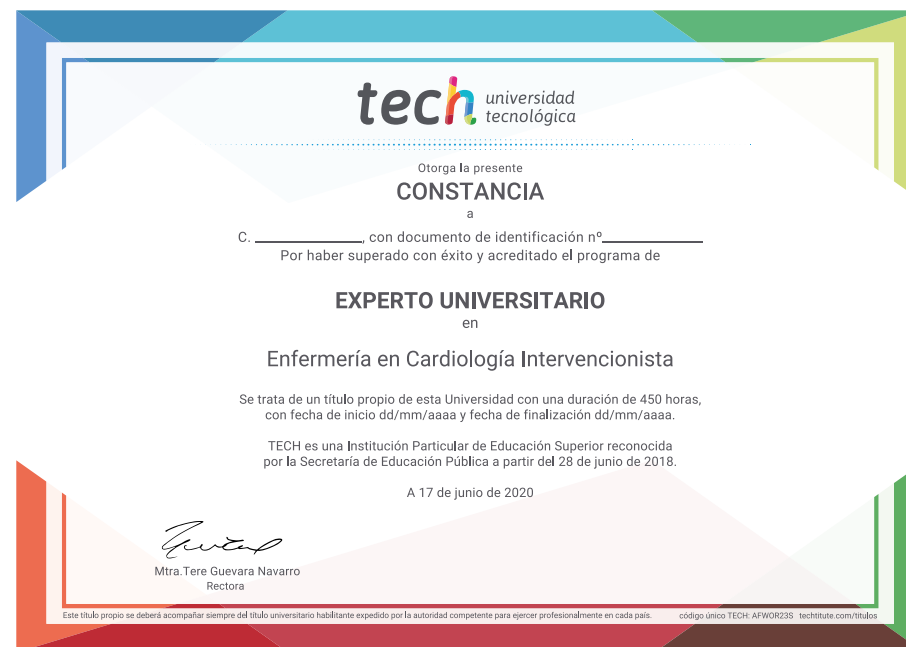 tech universidad
tecnológica
Otorga la presente
CONSTANCIA
a
C. ____________, con documento de identificación nº____________
Por haber superado con éxito y acreditado el programa de
EXPERTO UNIVERSITARIO
en
Enfermería en Cardiología Intervencionista
Se trata de un título propio de esta Universidad con una duración de 450 horas,
con fecha de inicio dd/mm/aaaa y fecha de finalización dd/mm/aaaa.
TECH es una Institución Particular de Educación Superior reconocida
por la Secretaría de Educación Pública a partir del 28 de junio de 2018.
A 17 de junio de 2020
Mtra.Tere Guevara Navarro
Rectora
Este título propio se deberá acompañar siempre del título universitario habilitante expedido por la autoridad competente para ejercer profesionalmente en cada país. código único TECH: AFWOR23S techtitute.com/titulos